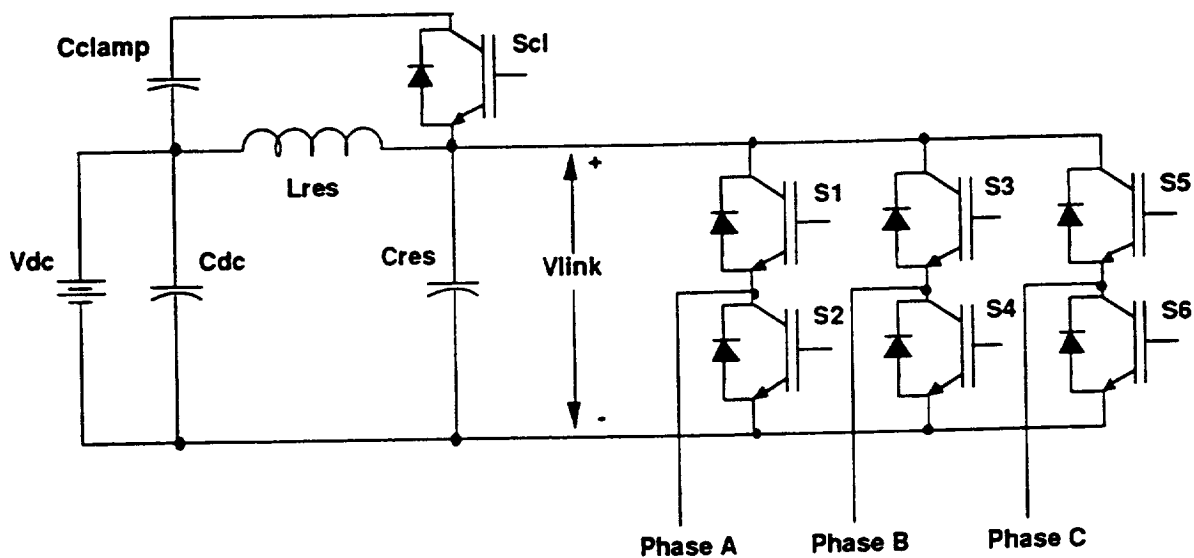 Cclamp
Scl
Lres
Vdc
Cdc
Cres
+
Vlink
-
S1
S3
S5
S2
S4
S6
Phase A
Phase B
Phase C